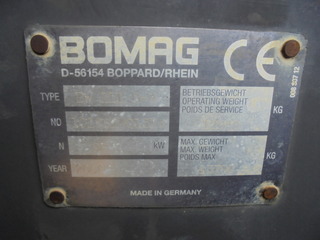 BOMAG
CE
D-56154 BOPPARD/RHEIN
TYPE
BETRIEBSGEWICHT
OPERATING WEIGHT
POIDS DE SERVICE
KG
NO
N
kW
MAX. GEWICHT
MAX. WEIGHT
POIDS MAX
KG
YEAR
MADE IN GERMANY